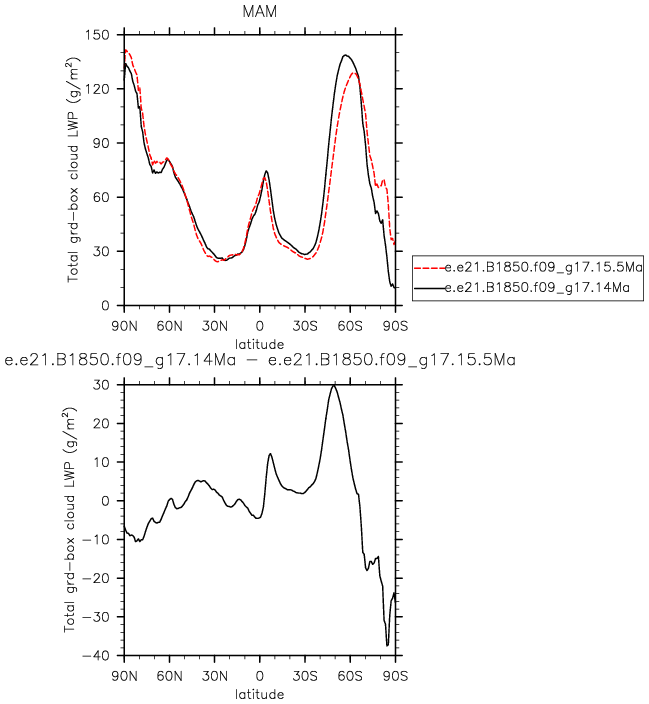 MAM
Total grd-box cloud LWP (g/m²)
150
120
90
60
30
0
90N 60N 30N 0 30S 60S 90S
latitude
e.e21.B1850.f09_g17.15.5Ma
e.e21.B1850.f09_g17.14Ma
e.e21.B1850.f09_g17.14Ma − e.e21.B1850.f09_g17.15.5Ma
Total grd-box cloud LWP (g/m²)
30
20
10
0
−10
−20
−30
−40
90N 60N 30N 0 30S 60S 90S
latitude